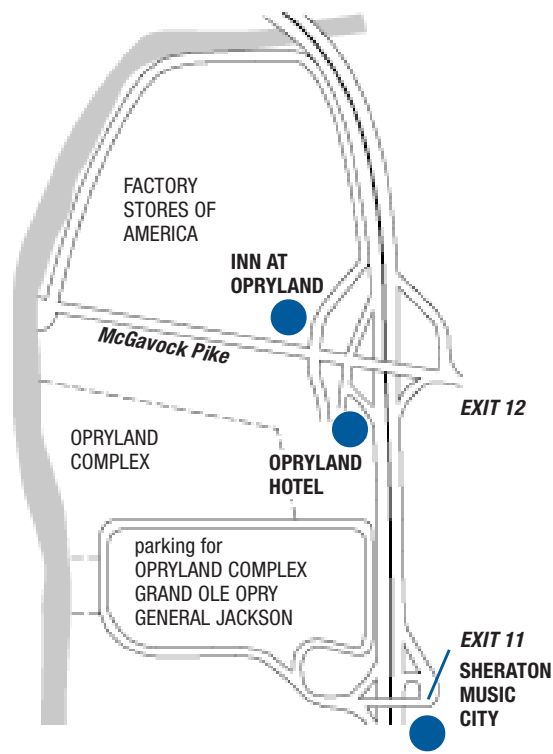 FACTORY
STORES OF
AMERICA
INN AT
OPRYLAND
McGavock Pike
EXIT 12
OPRYLAND
COMPLEX
OPRYLAND
HOTEL
parking for
OPRYLAND COMPLEX
GRAND OLE OPRY
GENERAL JACKSON
EXIT 11
SHERATON
MUSIC
CITY